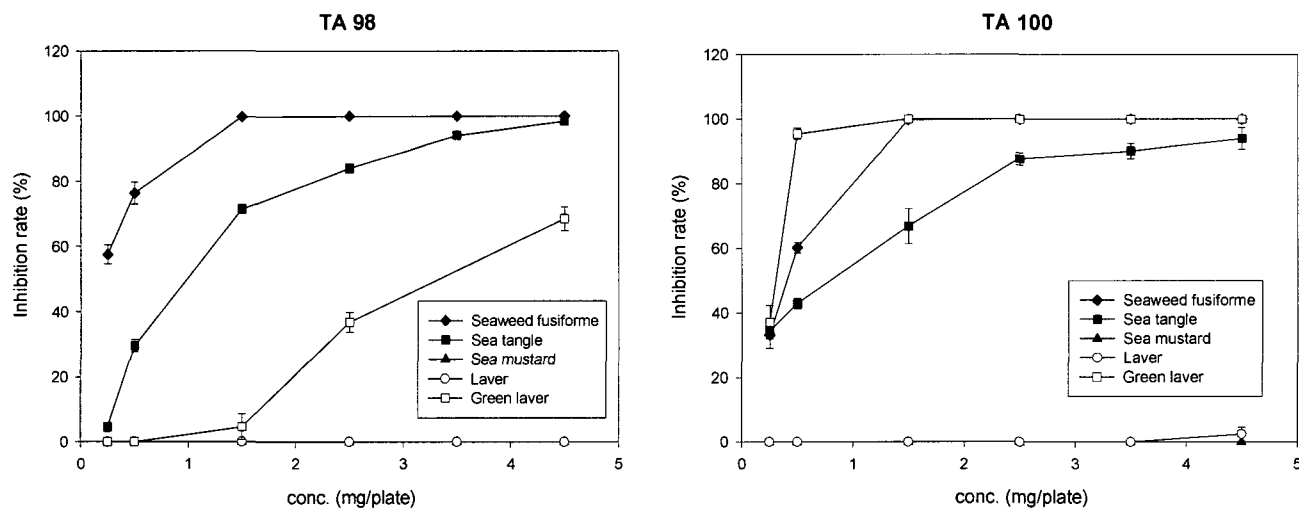 TA 98
120
100
80
60
40
20
0
Inhibition rate (%)
Seaweed fusiforme
Sea tangle
Sea mustard
Laver
Green laver
0 1 2 3 4 5
conc. (mg/plate)
TA 100
120
100
80
60
40
20
0
Inhibition rate (%)
Seaweed fusiforme
Sea tangle
Sea mustard
Laver
Green laver
0 1 2 3 4 5
conc. (mg/plate)